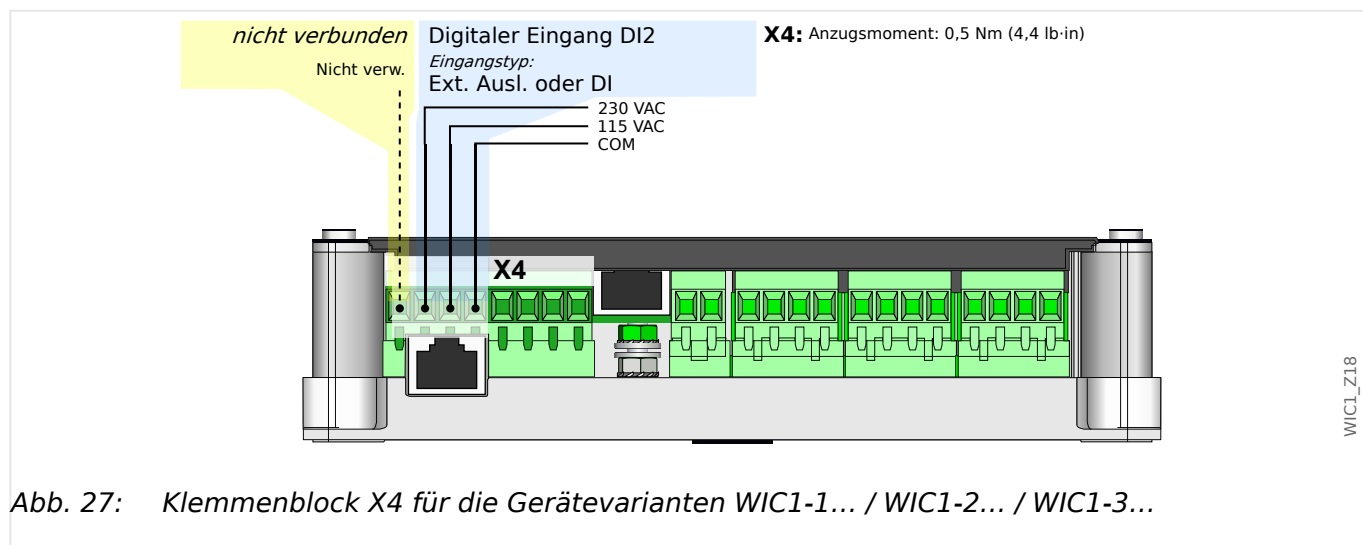 nicht verbunden
Nicht verw.
Digitaler Eingang DI2
Eingangstyp:
Ext. Ausl. oder DI
230 VAC
115 VAC
COM
X4: Anzugsmoment: 0,5 Nm (4,4 lb·in)
X4
WIC1_Z18
Abb. 27: Klemmenblock X4 für die Gerätevarianten WIC1-1... / WIC1-2... / WIC1-3...